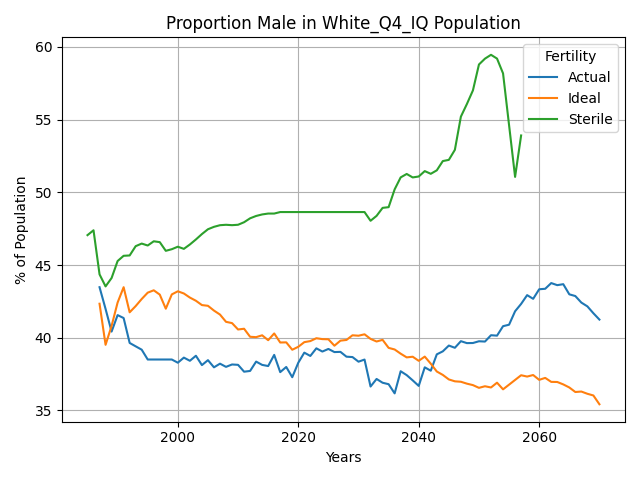 Proportion Male in White_Q4_IQ Population
Fertility
Actual
Ideal
Sterile
% of Population
60
55
50
45
40
35
2000
2020
2040
2060
Years